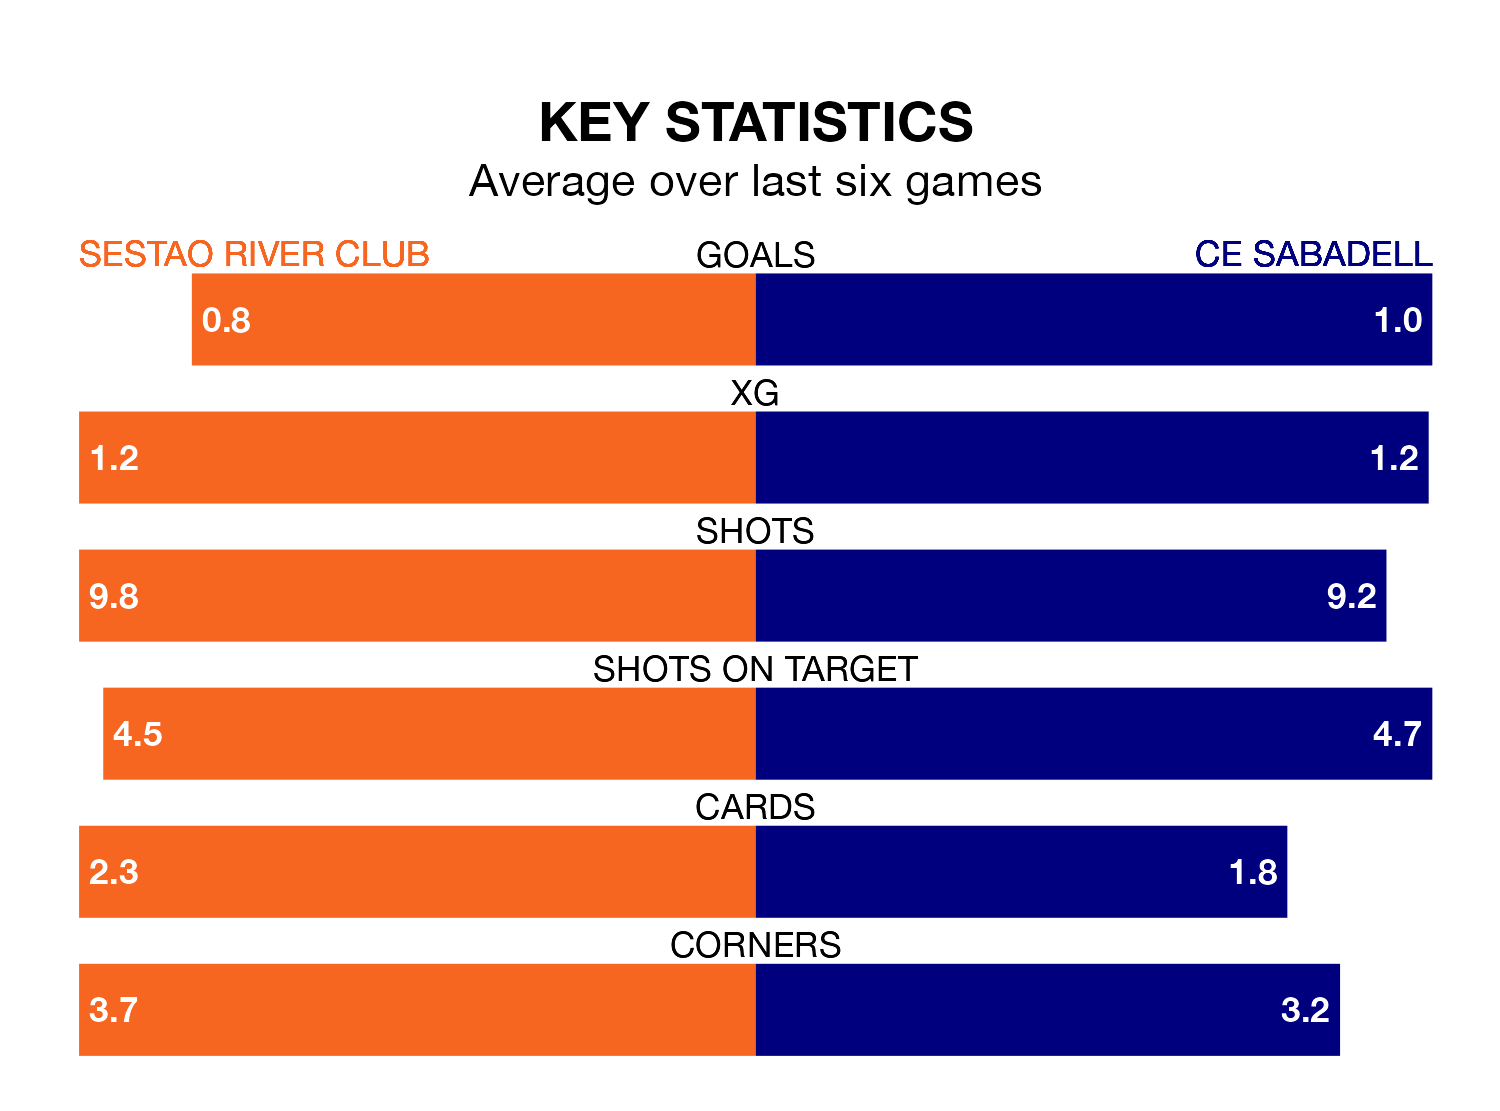 KEY STATISTICS
Average over last six games
SESTAO RIVER CLUB GOALS CE SABADELL
0.8 1.0
XG
1.2 1.2
SHOTS
9.8 9.2
SHOTS ON TARGET
4.5 4.7
CARDS
2.3 1.8
CORNERS
3.7 3.2